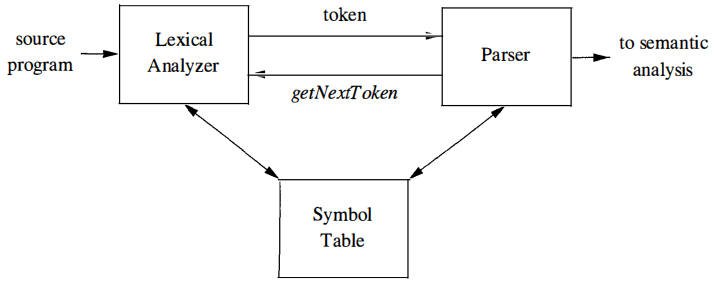 token
source
program
Lexical
Analyzer
Parser
to semantic
analysis
getNextToken
Symbol
Table